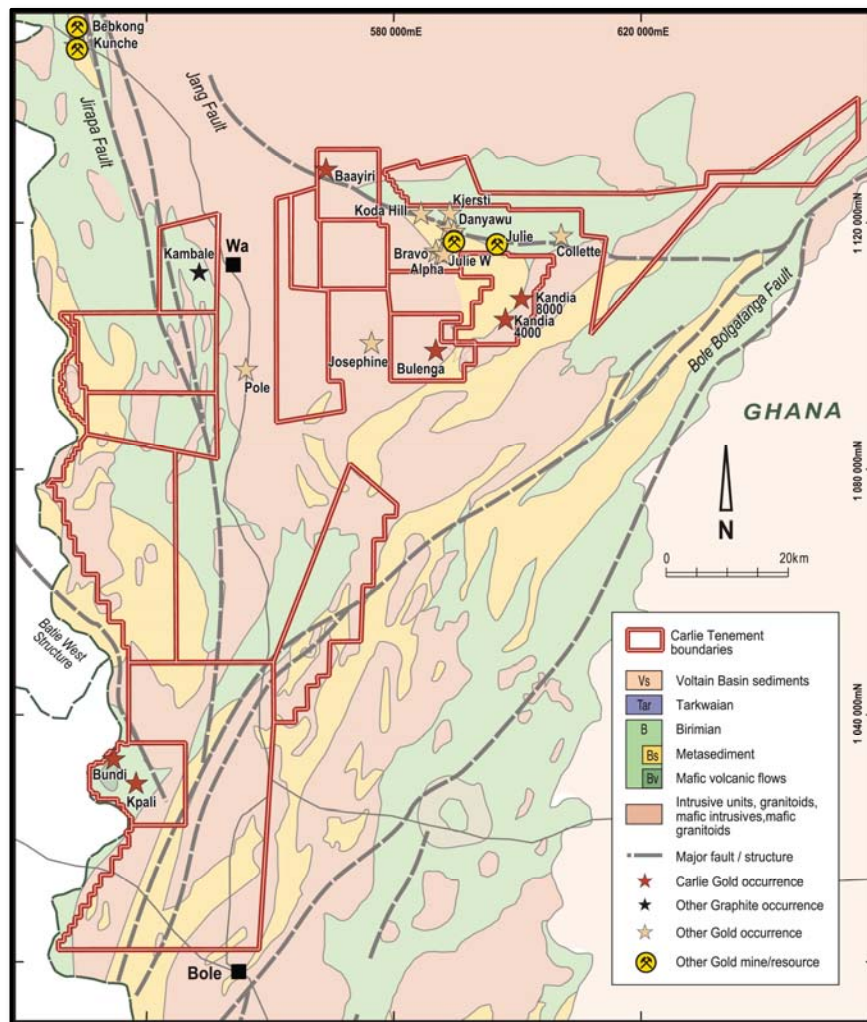 580 000mE
620 000mE
Bebkong
Kunche
Jirapa Fault
Jang Fault
Baayiri
Kjersti
Koda Hill
Danyawu
Julie
Collette
Bravo
Julie W
Alpha
1 120 000mN
Kambale
Wa
Kandia
8000
Kandia
4000
Bole Bolgatanga Fault
Josephine
Bulenga
Pole
GHANA
1 080 000mN
N
0
20km
Batie West
Structure
1 040 000mN
Bundi
Kpali
Bole
Carlie Tenement
boundaries
Vs
Voltain Basin sediments
Tar
Tarkwaian
B
Birimian
Bs
Metasediment
Bv
Mafic volcanic flows
Intrusive units, granitoids,
mafic intrusives,mafic
granitoids
Major fault / structure
Carlie Gold occurrence
Other Graphite occurrence
Other Gold occurrence
Other Gold mine/resource